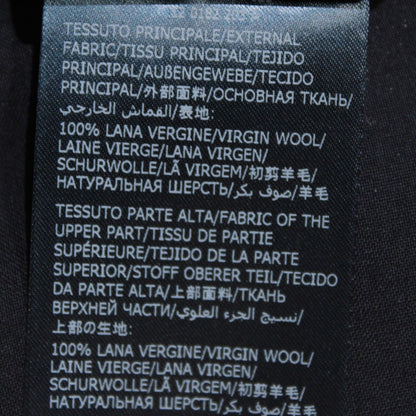 TESSUTO PRINCIPALE/EXTERNAL
FABRIC/TISSU PRINCIPAL/TEJIDO
PRINCIPAL/AUßENGEWEBE/TECIDO
PRINCIPAL/外部面料/ОСНОВНАЯ ТКАНЬ/
القماش الخارجي/表地:
100% LANA VERGINE/VIRGIN WOOL/
LAINE VIERGE/LANA VIRGEN/
SCHURWOLLE/LÃ VIRGEM/初剪羊毛/
НАТУРАЛЬНАЯ ШЕРСТЬ/صوف بكر/羊毛
TESSUTO PARTE ALTA/FABRIC OF THE
UPPER PART/TISSU DE PARTIE
SUPÉRIEURE/TEJIDO DE LA PARTE
SUPERIOR/STOFF OBERER TEIL/TECIDO
DA PARTE ALTA/上部面料/ТКАНЬ
ВЕРХНЕЙ ЧАСТИ/نسيج الجزء العلوي/
上部の生地:
100% LANA VERGINE/VIRGIN WOOL/
LAINE VIERGE/LANA VIRGEN/
SCHURWOLLE/LÃ VIRGEM/初剪羊毛/
НАТУРАЛЬНАЯ ШЕРСТЬ/صوف بكر/羊毛